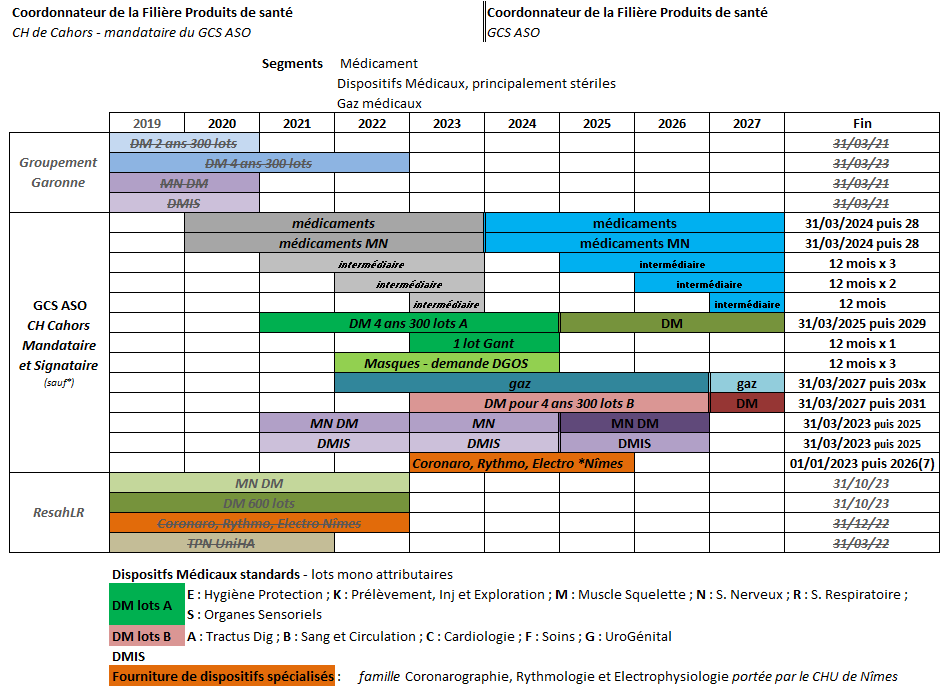 Coordonnateur de la Filière Produits de santé
CH de Cahors - mandataire du GCS ASO
Coordonnateur de la Filière Produits de santé
GCS ASO
Segments Médicament
Dispositifs Médicaux, principalement stériles
Gaz médicaux
2019 2020 2021 2022 2023 2024 2025 2026 2027 Fin
Groupement Garonne
DM 2 ans 300 lots 31/03/21
DM 4 ans 300 lots 31/03/23
MN DM 31/03/21
DMIS 31/03/21
GCS ASO
CH Cahors
Mandataire
et Signataire
(sauf*)
médicaments médicaments 31/03/2024 puis 28
médicaments MN médicaments MN 31/03/2024 puis 28
intermédiaire intermédiaire 12 mois x 3
intermédiaire intermédiaire 12 mois x 2
intermédiaire intermédiaire 12 mois
DM 4 ans 300 lots A DM 31/03/2025 puis 2029
1 lot Gant 12 mois x 1
Masques - demande DGOS 12 mois x 3
gaz gaz 31/03/2027 puis 203x
DM pour 4 ans 300 lots B DM 31/03/2027 puis 2031
MN DM MN MN DM 31/03/2023 puis 2025
DMIS DMIS DMIS 31/03/2023 puis 2025
Coronaro, Rythmo, Electro *Nîmes 01/01/2023 puis 2026(7)
ResahLR
MN DM 31/10/23
DM 600 lots 31/10/23
Coronaro, Rythmo, Electro Nîmes 31/12/22
TPN UniHA 31/03/22
Dispositfs Médicaux standards - lots mono attributaires
DM lots A E : Hygiène Protection ; K : Prélèvement, Inj et Exploration ; M : Muscle Squelette ; N : S. Nerveux ; R : S. Respiratoire ;
S : Organes Sensoriels
DM lots B A : Tractus Dig ; B : Sang et Circulation ; C : Cardiologie ; F : Soins ; G : UroGénital
DMIS
Fourniture de dispositifs spécialisés : famille Coronarographie, Rythmologie et Electrophysiologie portée par le CHU de Nîmes